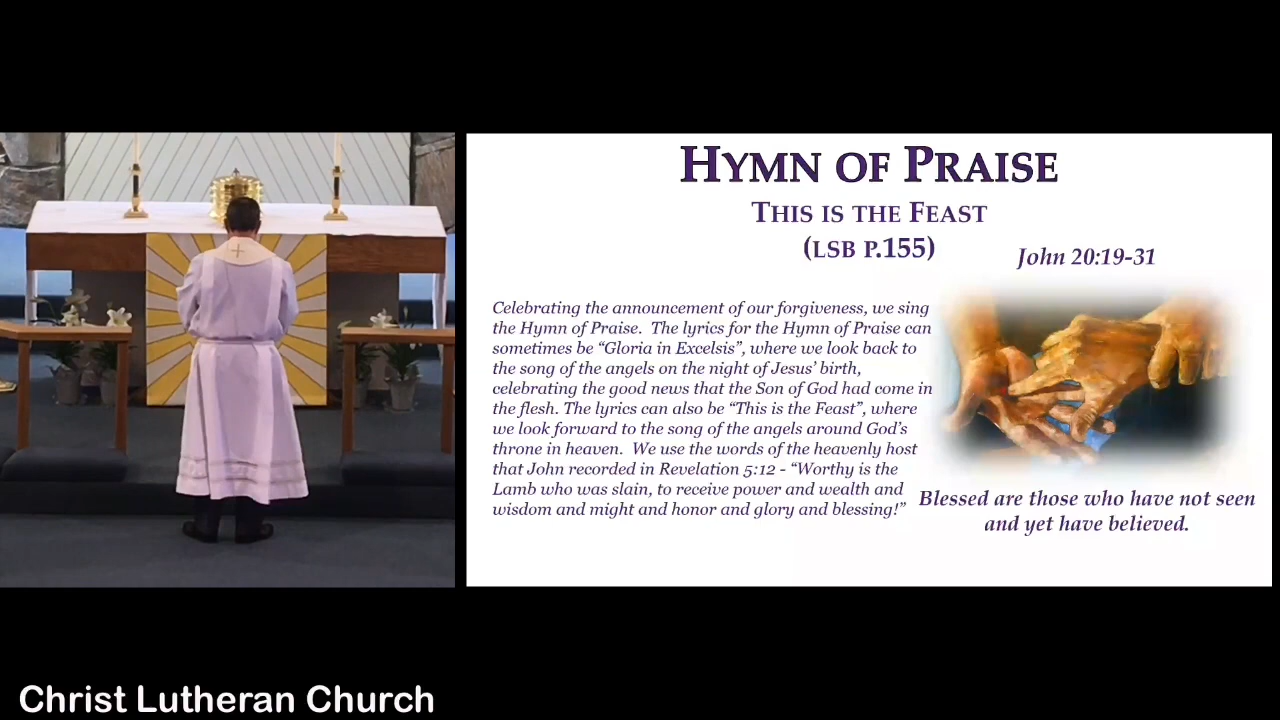 HYMN OF PRAISE
THIS IS THE FEAST
(LSB P.155)
John 20:19-31
Celebrating the announcement of our forgiveness, we sing
the Hymn of Praise.  The lyrics for the Hymn of Praise can
sometimes be “Gloria in Excelsis”, where we look back to
the song of the angels on the night of Jesus’ birth,
celebrating the good news that the Son of God had come in
the flesh. The lyrics can also be “This is the Feast”, where
we look forward to the song of the angels around God’s
throne in heaven.  We use the words of the heavenly host
that John recorded in Revelation 5:12 - “Worthy is the
Lamb who was slain, to receive power and wealth and
wisdom and might and honor and glory and blessing!”
Blessed are those who have not seen
and yet have believed.
Christ Lutheran Church